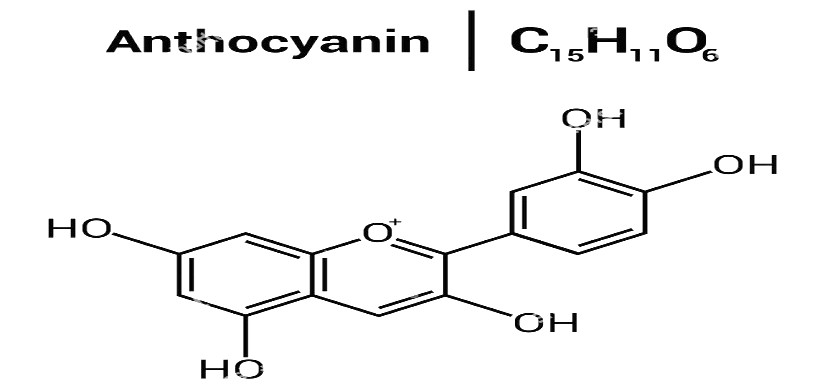 Anthocyanin | C₁₅H₁₁O₆
OH
OH
HO
O⁺
OH
HO